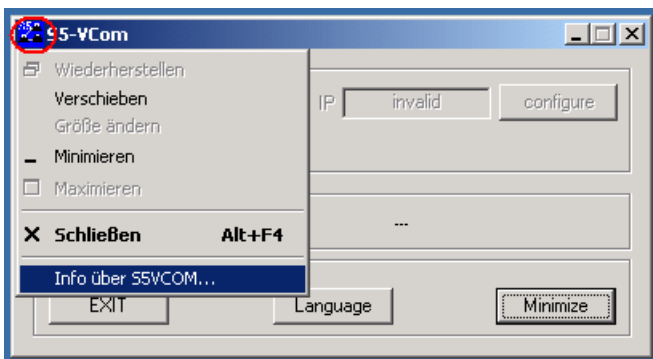 S5-VCom
Wiederherstellen
Verschieben
IP invalid configure
Größe ändern
Minimieren
Maximieren
Schließen Alt+F4
---
Info über S5VCOM...
EXIT Language Minimize